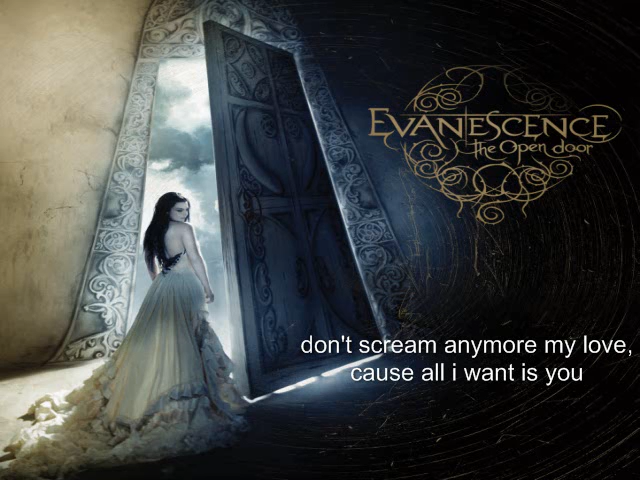 EVANESCENCE
the Open door
don't scream anymore my love,
cause all i want is you